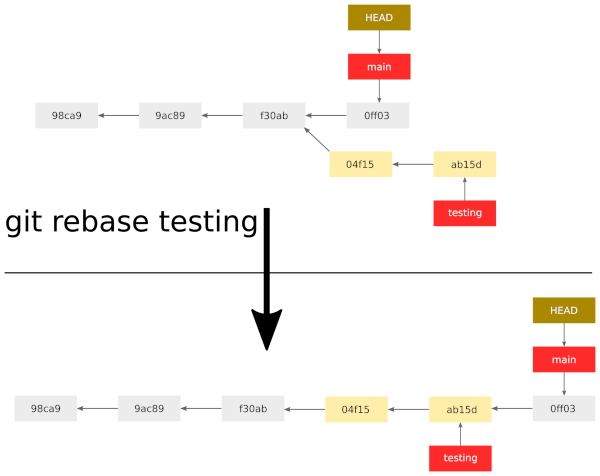 HEAD
main
98ca9
9ac89
f30ab
0ff03
04f15
ab15d
testing
git rebase testing
HEAD
main
98ca9
9ac89
f30ab
04f15
ab15d
0ff03
testing